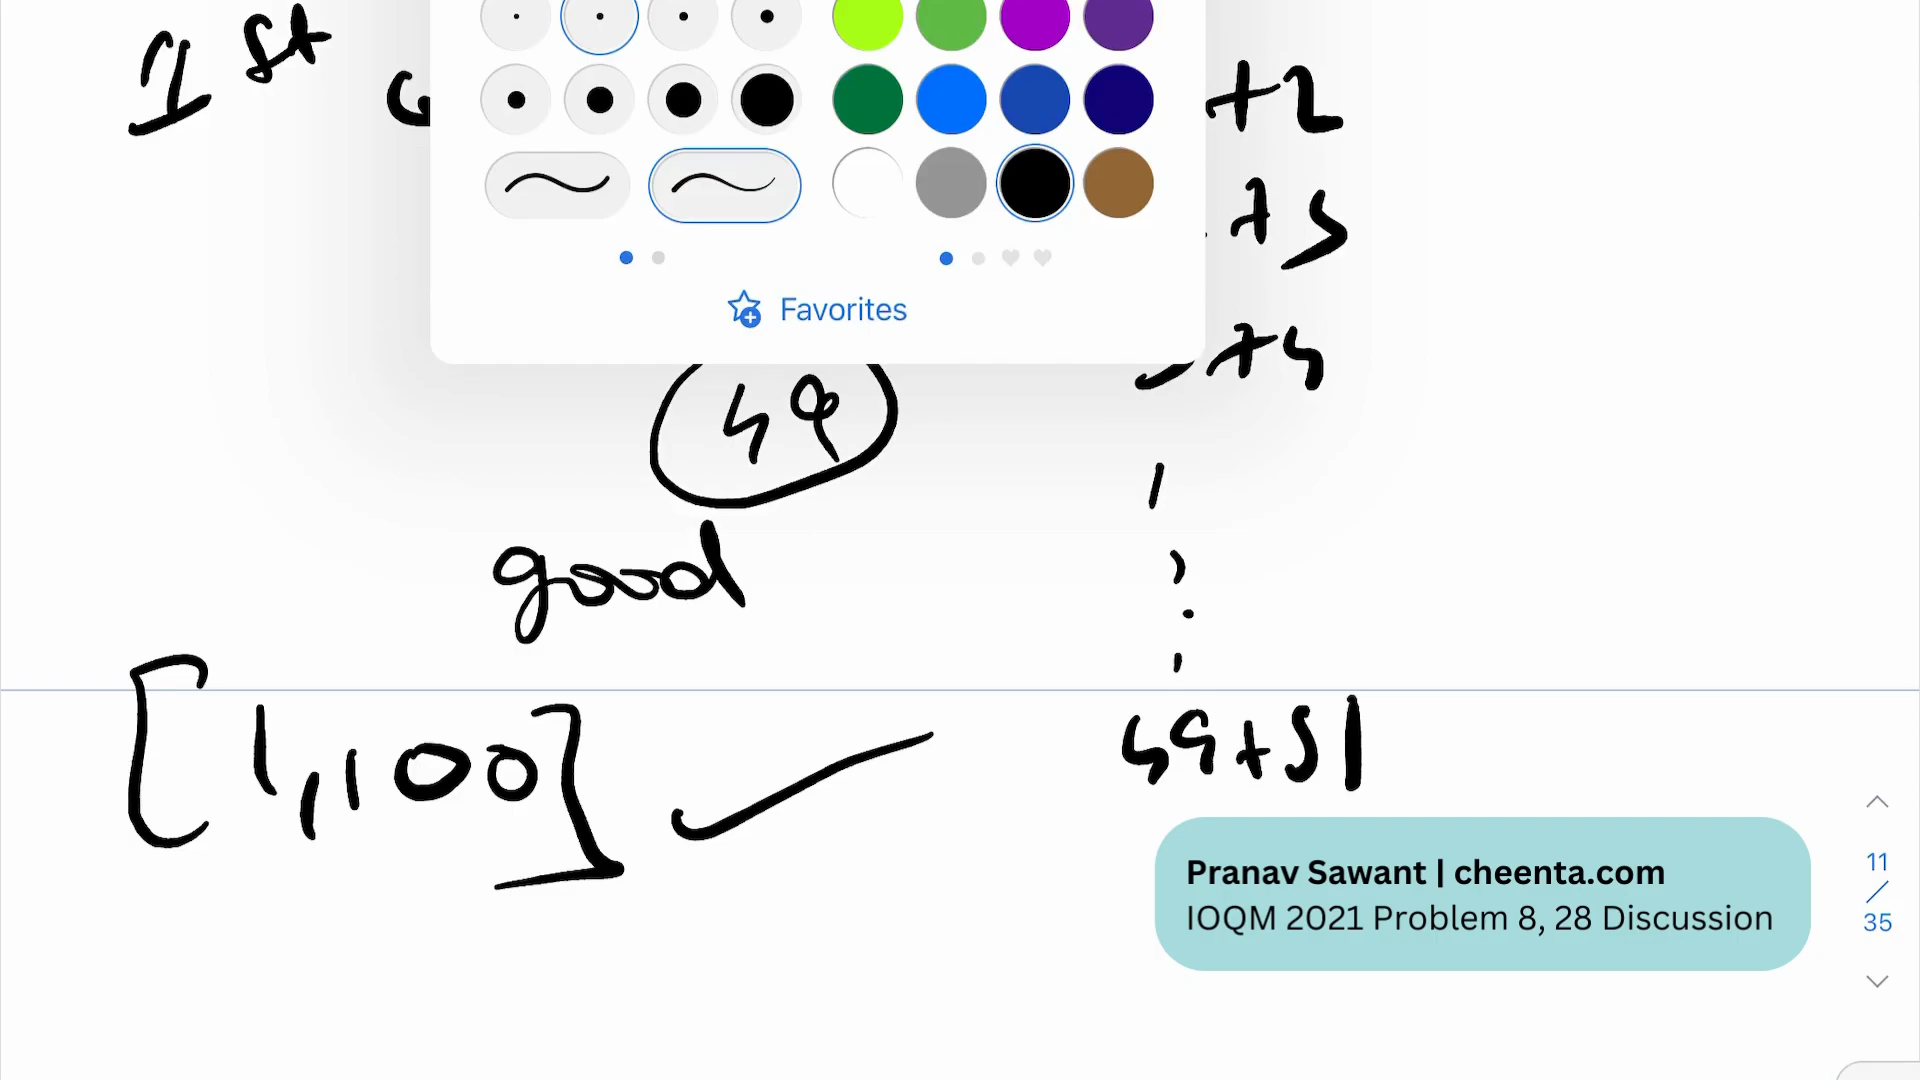 1st
+2
+3
+4
Favorites
49
good
[1,100]
49+51
Pranav Sawant | cheenta.com
IOQM 2021 Problem 8, 28 Discussion
11
/
35